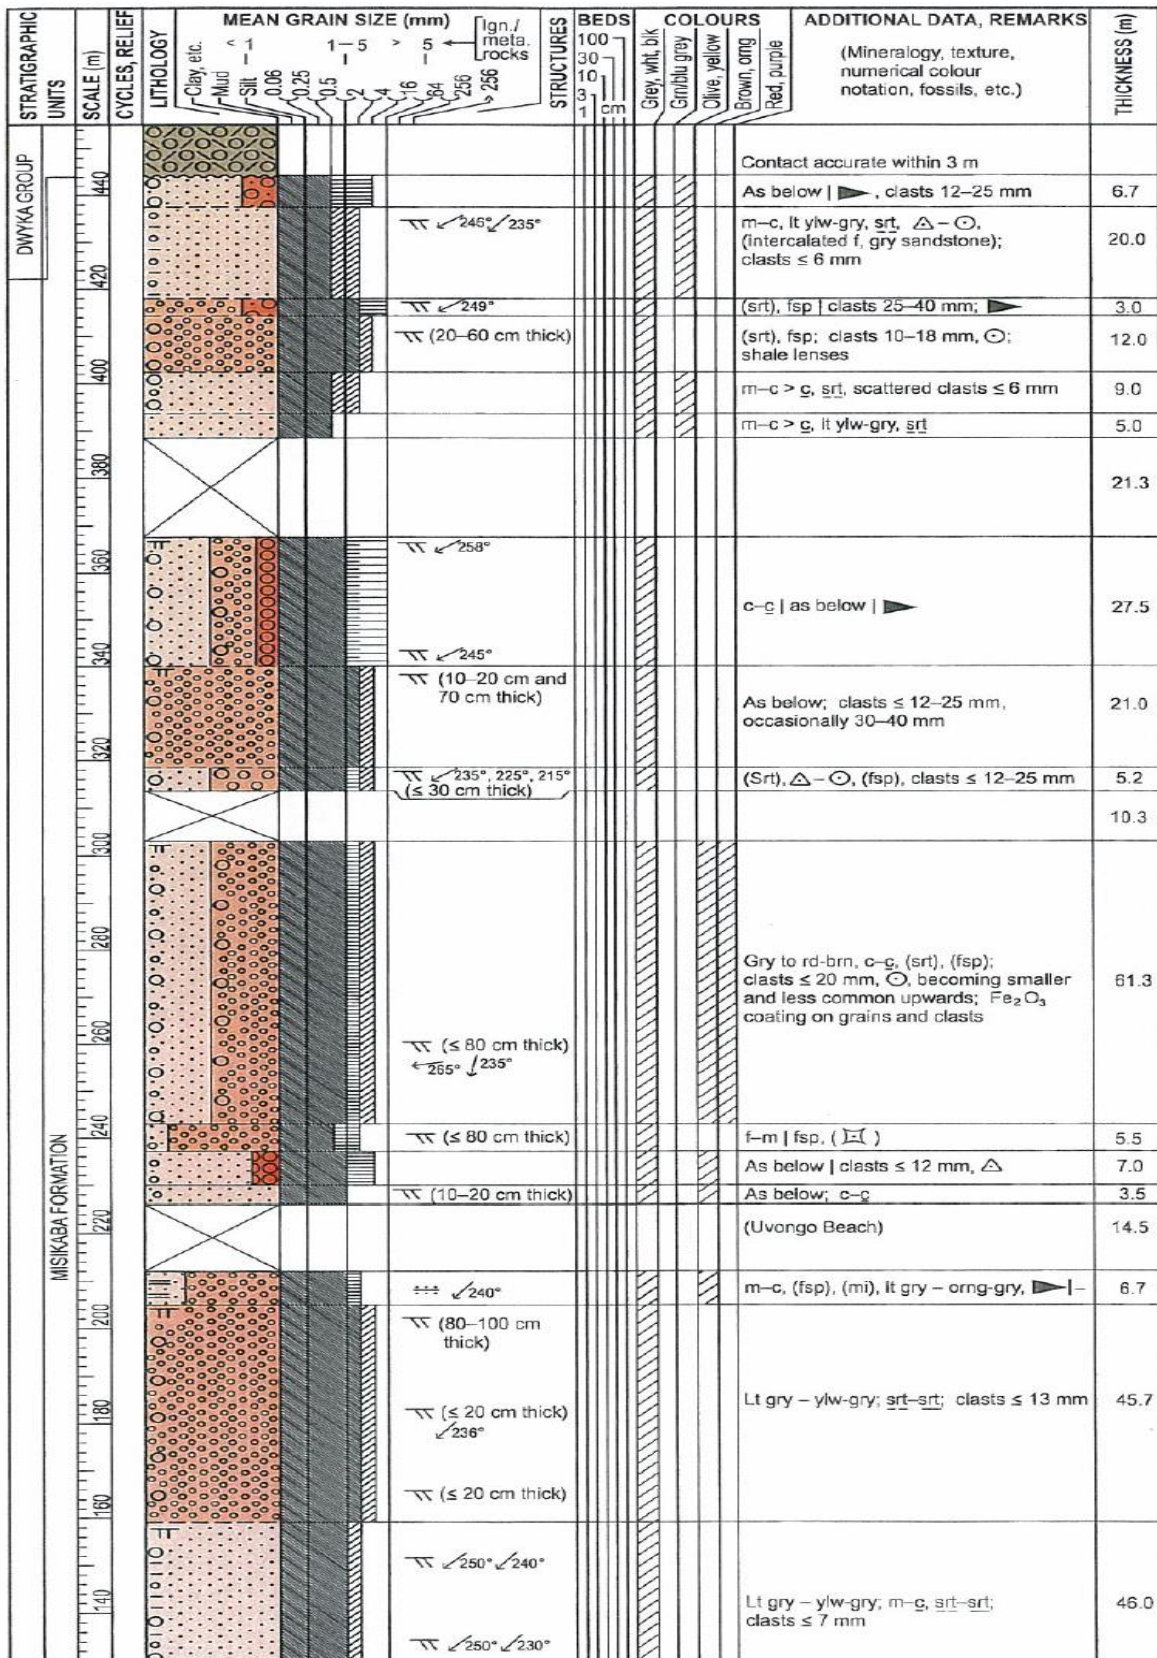 STRATIGRAPHIC UNITS
SCALE (m)
CYCLES, RELIEF
LITHOLOGY
MEAN GRAIN SIZE (mm)
< 1
1–5
> 5
Ign./
meta.
rocks
Clay, etc.
Mud
Silt
0.06
0.25
0.5
2
4
16
64
256
256
STRUCTURES
BEDS
100
30
10
3
1 cm
COLOURS
Grey, wht, blk
Grn/blu grey
Olive, yellow
Brown, orng
Red, purple
ADDITIONAL DATA, REMARKS
(Mineralogy, texture,
numerical colour
notation, fossils, etc.)
THICKNESS (m)
DWYKA GROUP
MSIKABA FORMATION
Contact accurate within 3 m
440
As below | , clasts 12–25 mm
6.7
245° 235°
m–c, lt ylw-gry, srt, –
(intercalated f, gry sandstone);
clasts ≤ 6 mm
20.0
420
249°
(srt), fsp | clasts 25–40 mm;
3.0
(20–60 cm thick)
(srt), fsp; clasts 10–18 mm, ;
shale lenses
12.0
400
m–c > c, srt, scattered clasts ≤ 6 mm
9.0
m–c > c, lt ylw-gry, srt
5.0
380
21.3
258°
360
c–c | as below |
27.5
245°
340
(10–20 cm and
70 cm thick)
As below; clasts ≤ 12–25 mm,
occasionally 30–40 mm
21.0
320
235°, 225°, 215°
(≤ 30 cm thick)
(Srt), – , (fsp), clasts ≤ 12–25 mm
5.2
10.3
300
280
Gry to rd-brn, c–c, (srt), (fsp);
clasts ≤ 20 mm, , becoming smaller
and less common upwards; Fe₂O₃
coating on grains and clasts
61.3
260
(≤ 80 cm thick)
265° 235°
240
(≤ 80 cm thick)
f–m | fsp, ( )
5.5
As below | clasts ≤ 12 mm,
7.0
(10–20 cm thick)
As below; c–c
3.5
220
(Uvongo Beach)
14.5
240°
m–c, (fsp), (mi), lt gry – orng-gry, |–
6.7
200
(80–100 cm
thick)
180
(≤ 20 cm thick)
236°
Lt gry – ylw-gry; srt–srt; clasts ≤ 13 mm
45.7
160
(≤ 20 cm thick)
250° 240°
140
Lt gry – ylw-gry; m–c, srt–srt;
clasts ≤ 7 mm
46.0
250° 230°